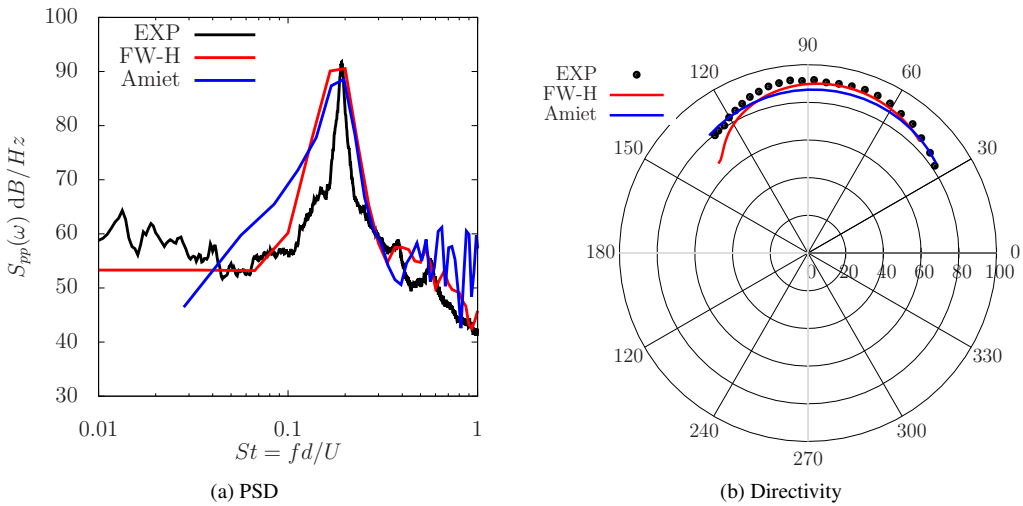 100
90
80
70
60
50
40
30
0.01
0.1
1
S_pp(ω) dB/Hz
St = fd/U
EXP
FW-H
Amiet
(a) PSD
EXP
FW-H
Amiet
90
120
60
150
30
180
0
0 20 40 60 80 100
120
330
240
300
270
(b) Directivity